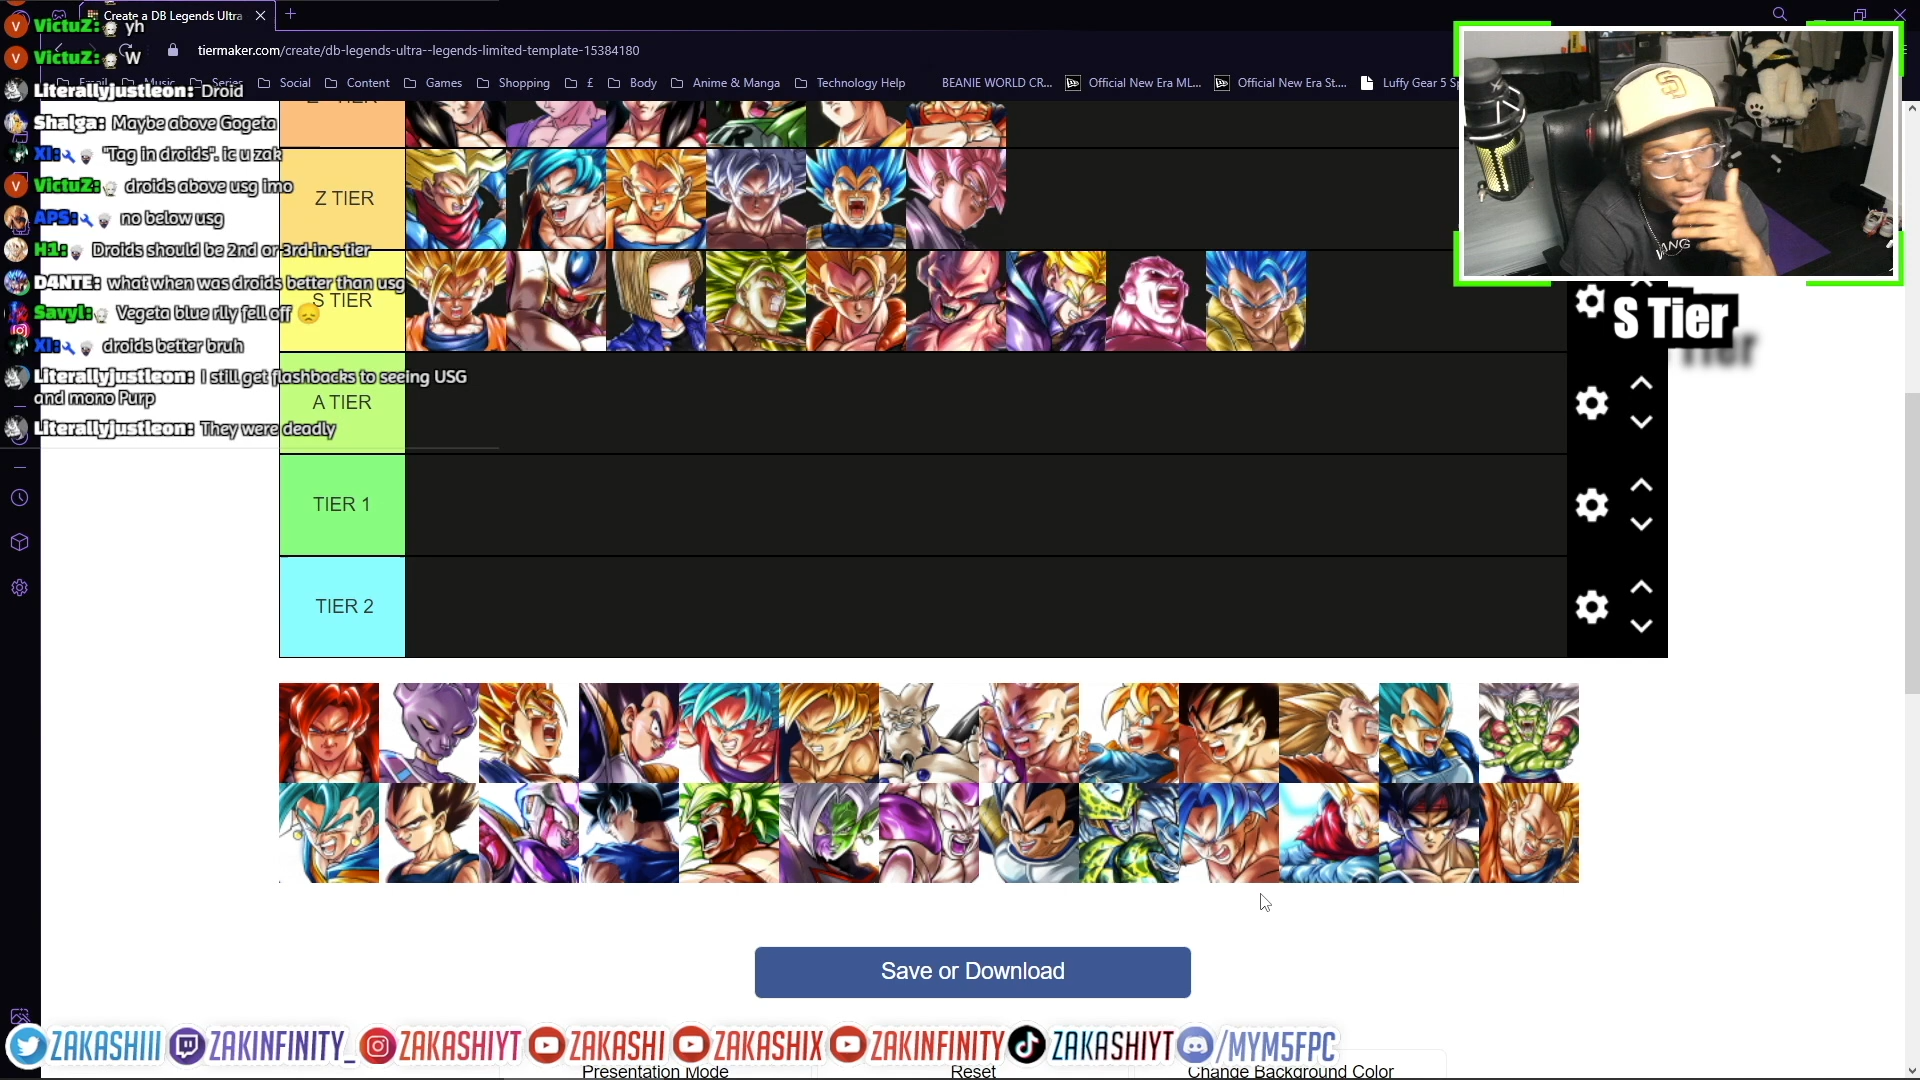 Create a DB Legends Ultra
tiermaker.com/create/db-legends-ultra--legends-limited-template-15384180
Email Music Series Social Content Games Shopping £ Body Anime & Manga Technology Help BEANIE WORLD CR... Official New Era ML... Official New Era St.... Luffy Gear 5
VictuZ: yh
VictuZ: W
Literallyjustleon: Droid
Shalga: Maybe above Gogeta
XI: "Tag in droids". ic u zak
VictuZ: droids above usg imo
APS: no below usg
H1: Droids should be 2nd or 3rd in s-tier
D4NTE: what when was droids better than usg
Savyl: Vegeta blue rlly fell off 😞
XI: droids better bruh
Literallyjustleon: I still get flashbacks to seeing USG
and mono Purp
Literallyjustleon: They were deadly
Z TIER
S TIER
A TIER
TIER 1
TIER 2
S Tier
Save or Download
ZAKASHIII ZAKINFINITY_ ZAKASHIYT ZAKASHI ZAKASHIX ZAKINFINITY ZAKASHIYT /MYM5FPC
Presentation Mode Reset Change Background Color